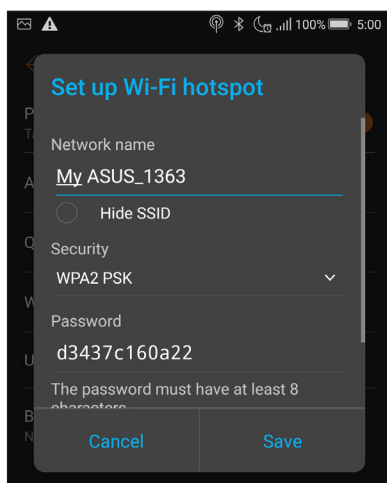 100% 5:00
Set up Wi-Fi hotspot
Network name
My ASUS_1363
Hide SSID
Security
WPA2 PSK
Password
d3437c160a22
The password must have at least 8
characters
Cancel Save